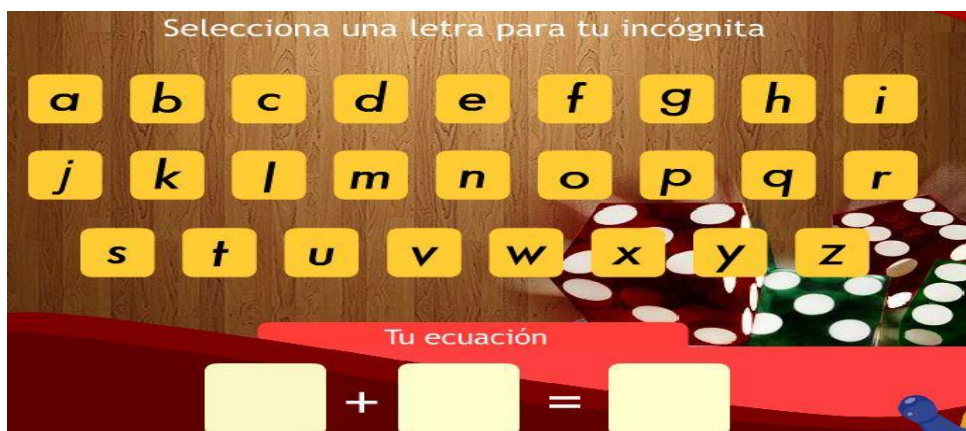 Selecciona una letra para tu incógnita
a b c d e f g h i
j k l m n o p q r
s t u v w x y z
Tu ecuación
+ =